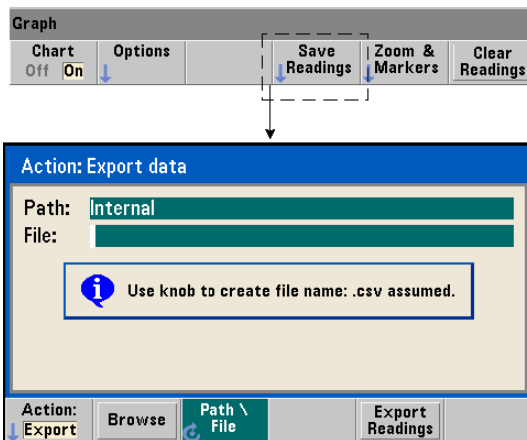 Graph
Chart
Off On
Options
Save
Readings
Zoom &
Markers
Clear
Readings
Action: Export data
Path: Internal
File:
Use knob to create file name: .csv assumed.
Action:
Export
Browse
Path \
File
Export
Readings